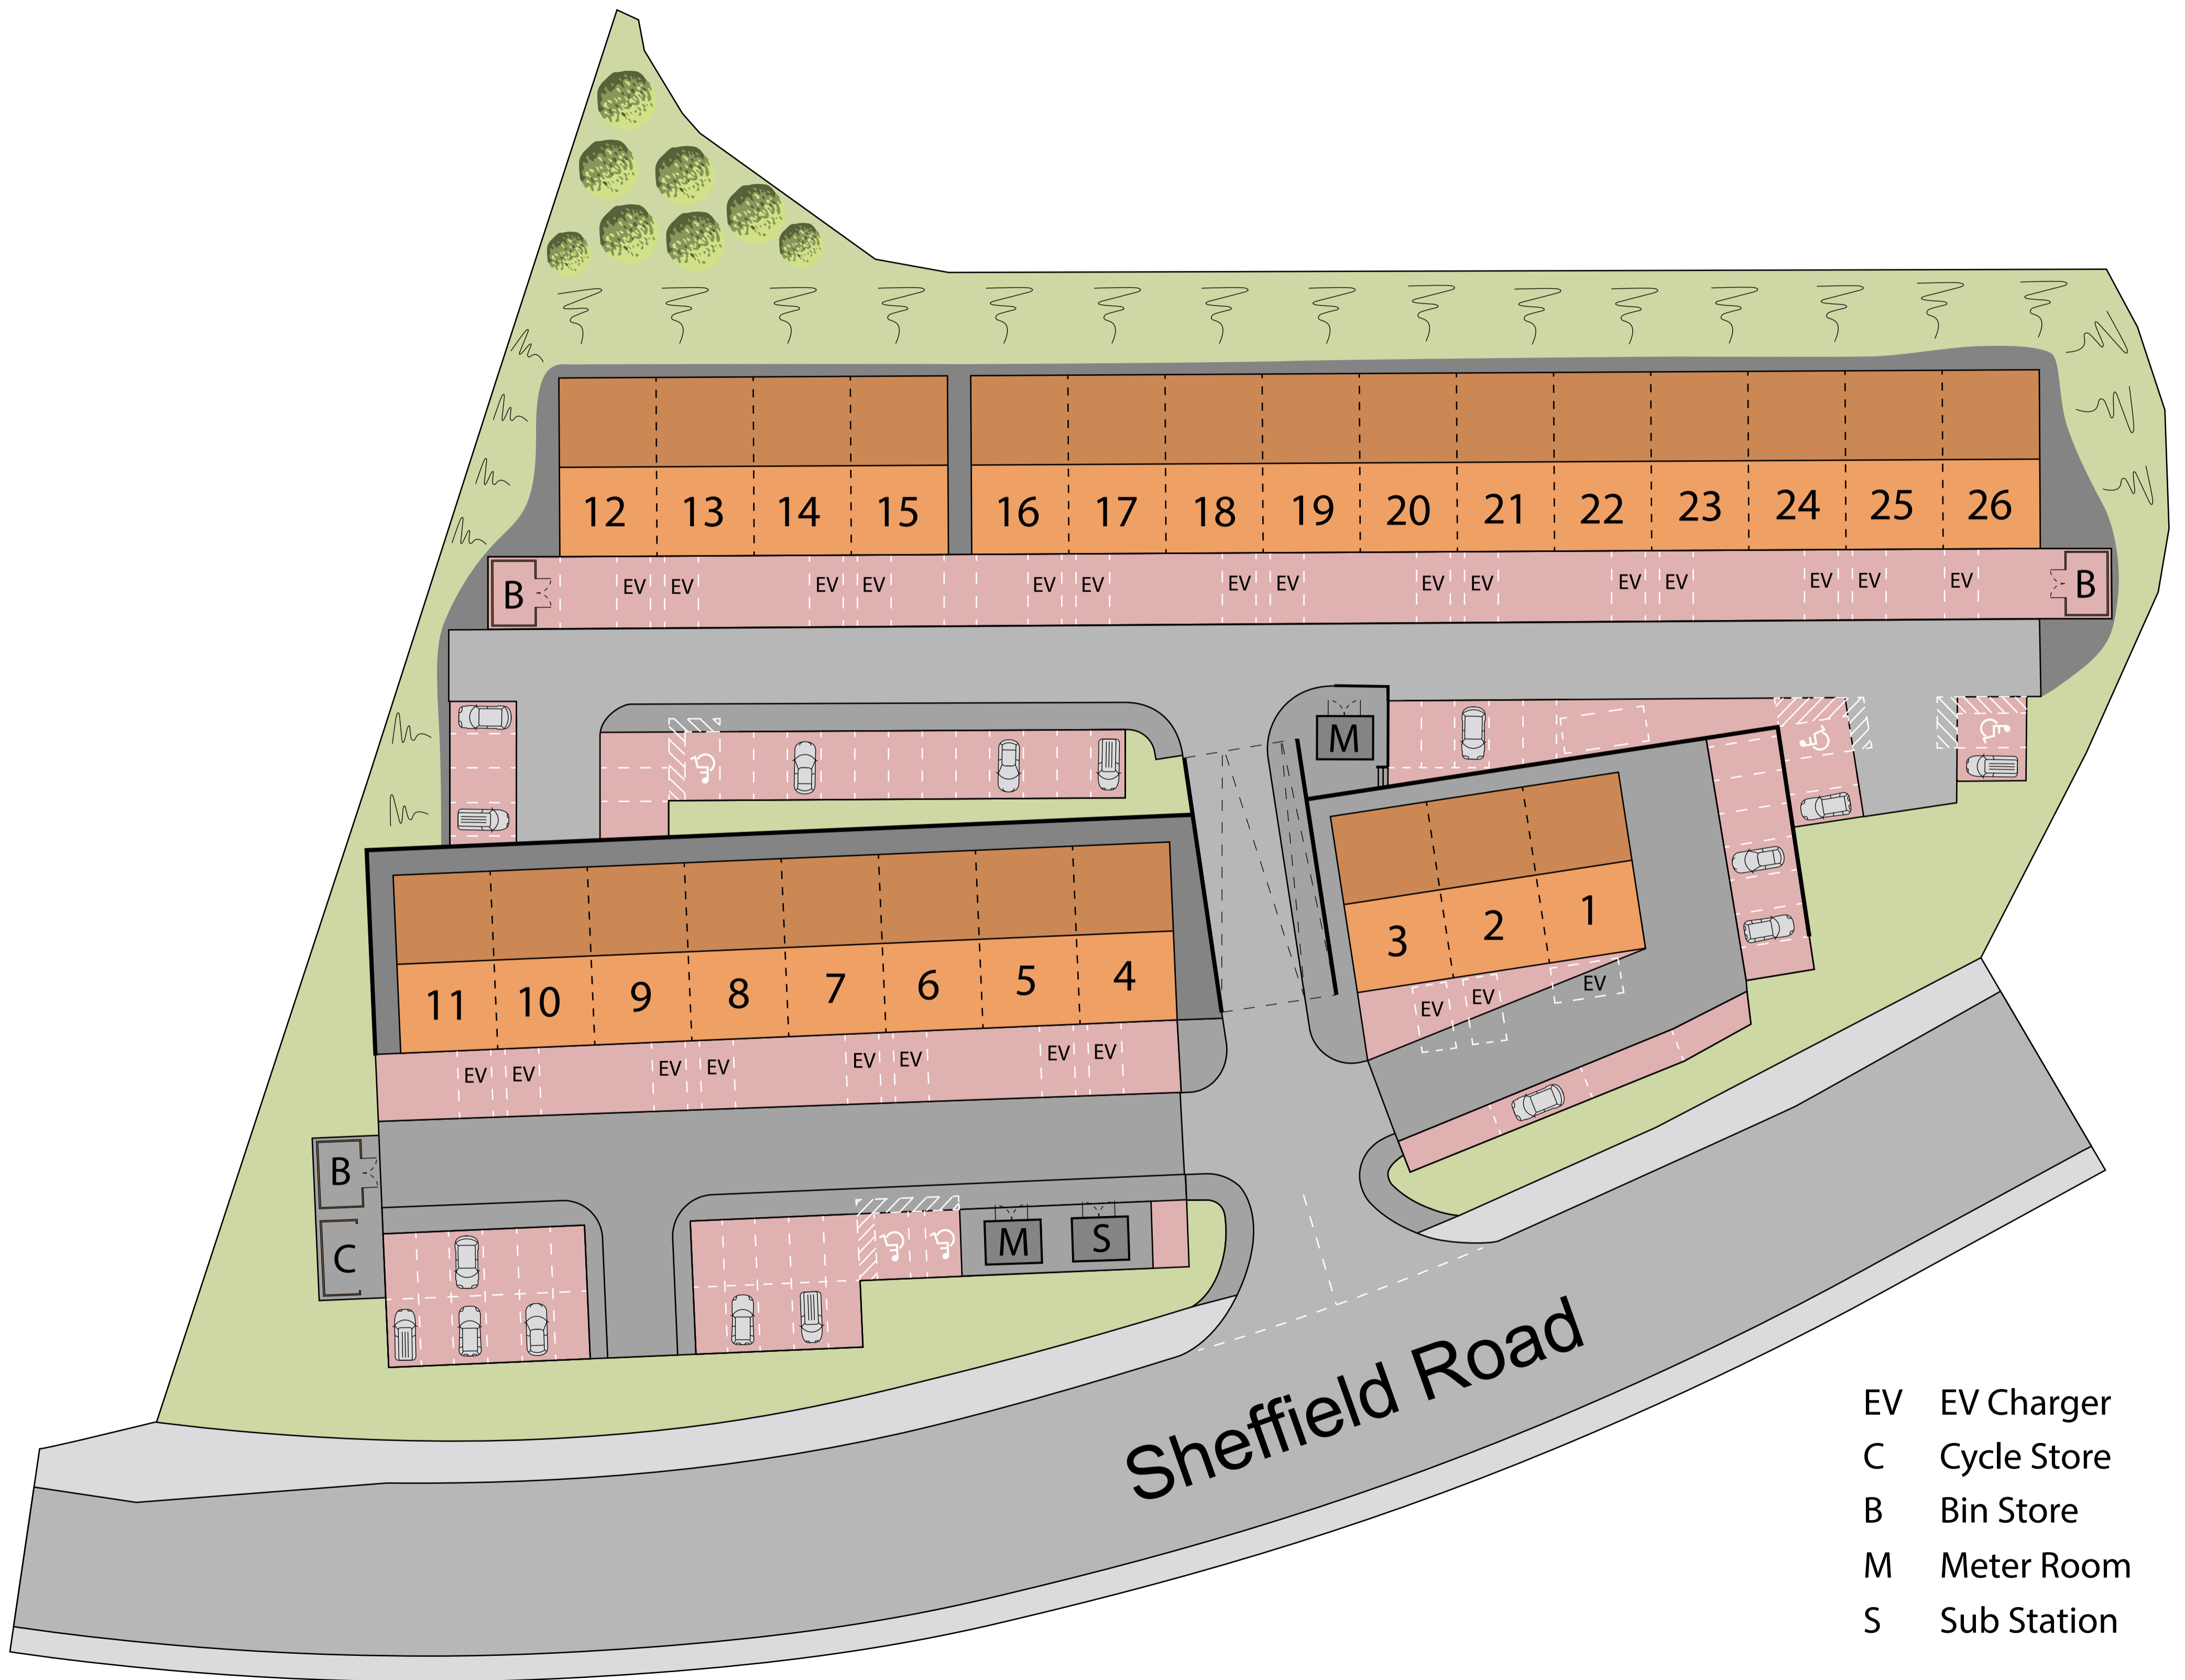 12 13 14 15 16 17 18 19 20 21 22 23 24 25 26
B EV EV EV EV EV EV EV EV EV EV EV EV EV EV EV B
M
3 2 1
EV EV EV
11 10 9 8 7 6 5 4
EV EV EV EV EV EV EV EV
B
C
M S
Sheffield Road
EV EV Charger
C Cycle Store
B Bin Store
M Meter Room
S Sub Station